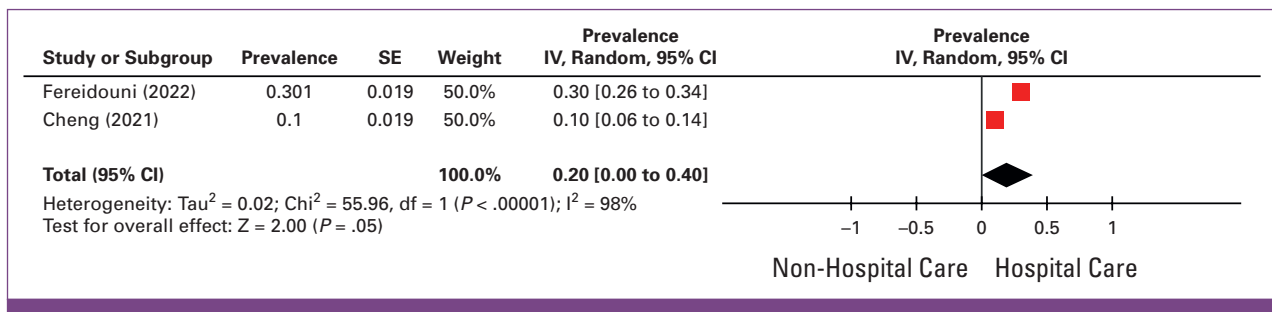 Prevalence Prevalence
Study or Subgroup Prevalence SE Weight IV, Random, 95% CI IV, Random, 95% CI
Fereidouni (2022) 0.301 0.019 50.0% 0.30 [0.26 to 0.34]
Cheng (2021) 0.1 0.019 50.0% 0.10 [0.06 to 0.14]
Total (95% CI) 100.0% 0.20 [0.00 to 0.40]
Heterogeneity: Tau² = 0.02; Chi² = 55.96, df = 1 (P < .00001); I² = 98%
Test for overall effect: Z = 2.00 (P = .05)
−1 −0.5 0 0.5 1
Non-Hospital Care Hospital Care